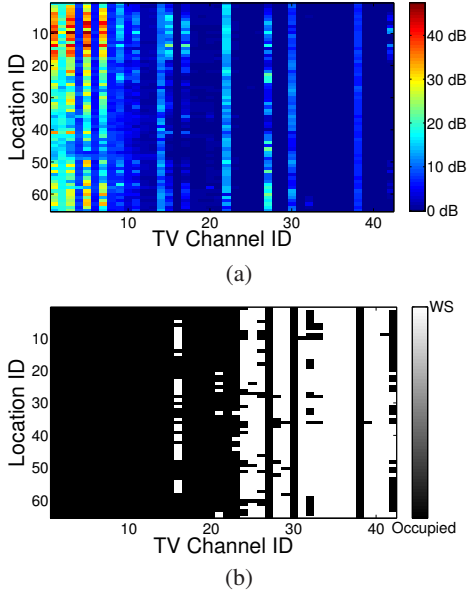 40 dB
30 dB
20 dB
10 dB
0 dB
Location ID
10
20
30
40
50
60
10
20
30
40
TV Channel ID
(a)
WS
Occupied
Location ID
10
20
30
40
50
60
10
20
30
40
TV Channel ID
(b)